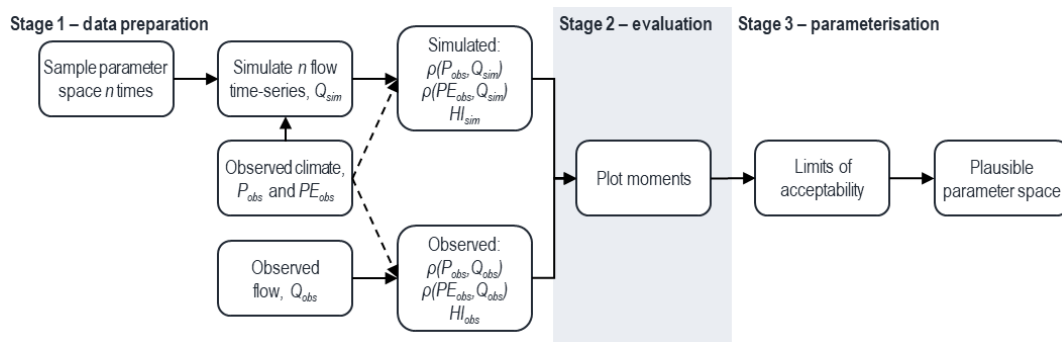 Stage 1 – data preparation
Stage 2 – evaluation
Stage 3 – parameterisation
Sample parameter
space n times
Simulate n flow
time-series, Qsim
Simulated:
ρ(Pobs,Qsim)
ρ(PEobs,Qsim)
HIsim
Observed climate,
Pobs and PEobs
Plot moments
Limits of
acceptability
Plausible
parameter space
Observed
flow, Qobs
Observed:
ρ(Pobs,Qobs)
ρ(PEobs,Qobs)
HIobs